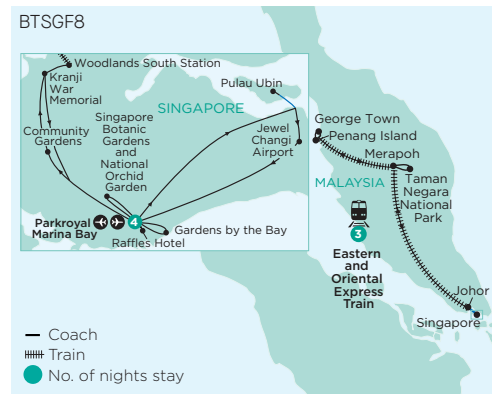 BTSGF8
Woodlands South Station
Kranji
War
Memorial
Pulau Ubin
SINGAPORE
Singapore
Botanic
Gardens
and
National
Orchid
Garden
Community
Gardens
Jewel
Changi
Airport
Parkroyal
Marina Bay
4
Gardens by the Bay
Raffle's Hotel
George Town
Penang Island
Merapoh
MALAYSIA
Taman
Negara
National
Park
3
Eastern
and
Oriental
Express
Train
Johor
Singapore
Coach
Train
No. of nights stay